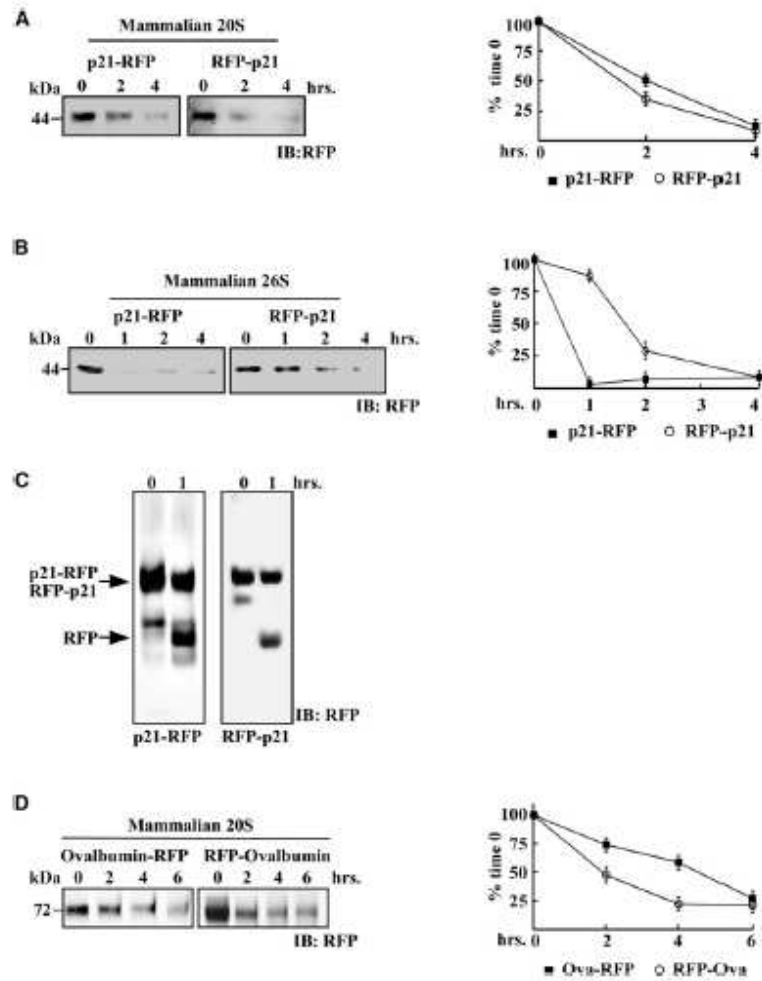 A
Mammalian 20S
p21-RFP RFP-p21
kDa 0 2 4 0 2 4 hrs.
44
IB:RFP
% time 0
100
75
50
25
0 2 4
hrs.
p21-RFP RFP-p21
B
Mammalian 26S
p21-RFP RFP-p21
kDa 0 1 2 4 0 1 2 4 hrs.
44
IB: RFP
% time 0
100
75
50
25
hrs. 0 1 2 3 4
p21-RFP RFP-p21
C
0 1 0 1 hrs.
p21-RFP
RFP-p21
RFP
IB: RFP
p21-RFP RFP-p21
D
Mammalian 20S
Ovalbumin-RFP RFP-Ovalbumin
kDa 0 2 4 6 0 2 4 6 hrs.
72
IB: RFP
% time 0
100
75
50
25
hrs. 0 2 4 6
Ova-RFP RFP-Ova